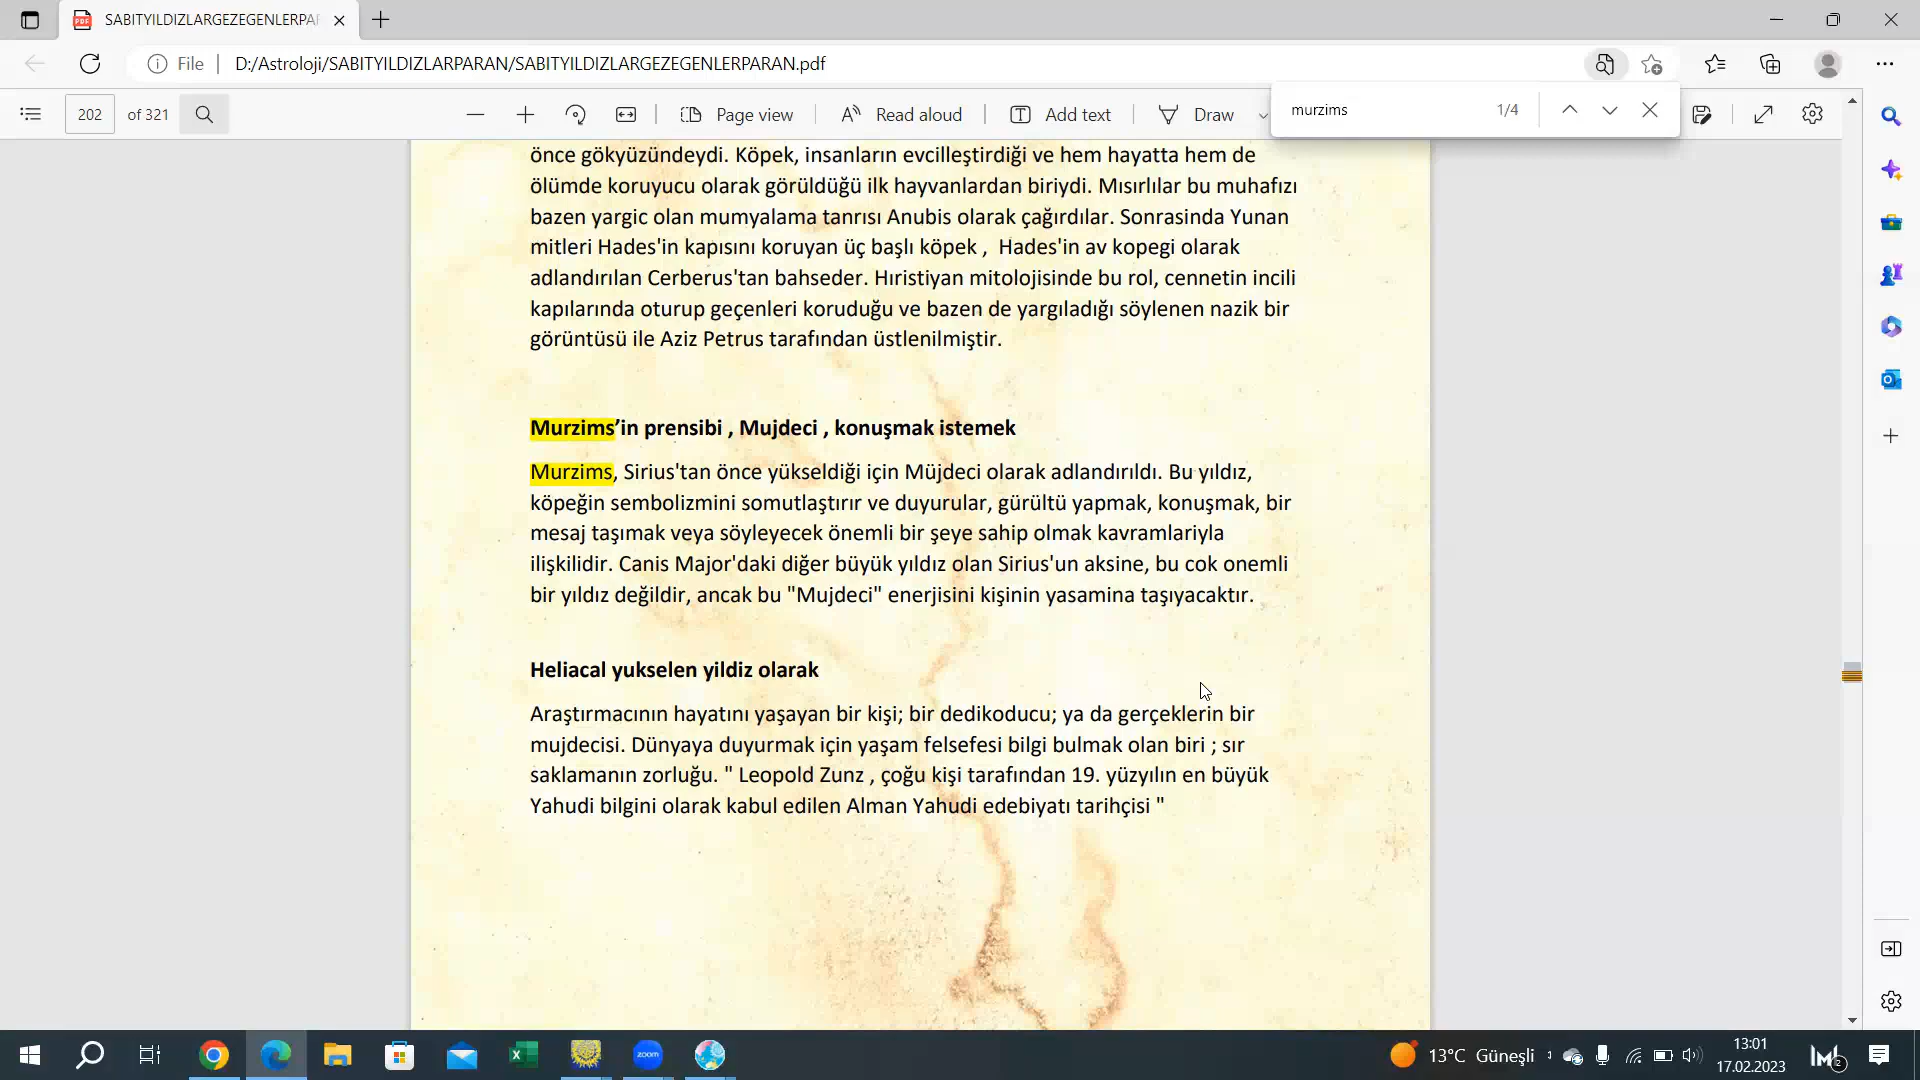 SABITYILDIZLARGEZEGENLERPA
File
D:/Astroloji/SABITYILDIZLARPARAN/SABITYILDIZLARGEZEGENLERPARAN.pdf
202 of 321
Page view
Read aloud
Add text
Draw
murzims 1/4
önce gökyüzündeydi. Köpek, insanların evcilleştirdiği ve hem hayatta hem de
ölümde koruyucu olarak görüldüğü ilk hayvanlardan biriydi. Mısırlılar bu muhafızı
bazen yargic olan mumyalama tanrısı Anubis olarak çağırdılar. Sonrasinda Yunan
mitleri Hades'in kapısını koruyan üç başlı köpek , Hades'in av kopegi olarak
adlandırılan Cerberus'tan bahseder. Hıristiyan mitolojisinde bu rol, cennetin incili
kapılarında oturup geçenleri koruduğu ve bazen de yargıladığı söylenen nazik bir
görüntüsü ile Aziz Petrus tarafından üstlenilmiştir.
Murzims’in prensibi , Mujdeci , konuşmak istemek
Murzims, Sirius'tan önce yükseldiği için Müjdeci olarak adlandırıldı. Bu yıldız,
köpeğin sembolizmini somutlaştırır ve duyurular, gürültü yapmak, konuşmak, bir
mesaj taşımak veya söyleyecek önemli bir şeye sahip olmak kavramlariyla
ilişkilidir. Canis Major'daki diğer büyük yıldız olan Sirius'un aksine, bu cok onemli
bir yıldız değildir, ancak bu "Mujdeci" enerjisini kişinin yasamina taşıyacaktır.
Heliacal yukselen yildiz olarak
Araştırmacının hayatını yaşayan bir kişi; bir dedikoducu; ya da gerçeklerin bir
mujdecisi. Dünyaya duyurmak için yaşam felsefesi bilgi bulmak olan biri ; sır
saklamanın zorluğu. " Leopold Zunz , çoğu kişi tarafından 19. yüzyılın en büyük
Yahudi bilgini olarak kabul edilen Alman Yahudi edebiyatı tarihçisi "
zoom
13°C Güneşli
13:01
17.02.2023
2